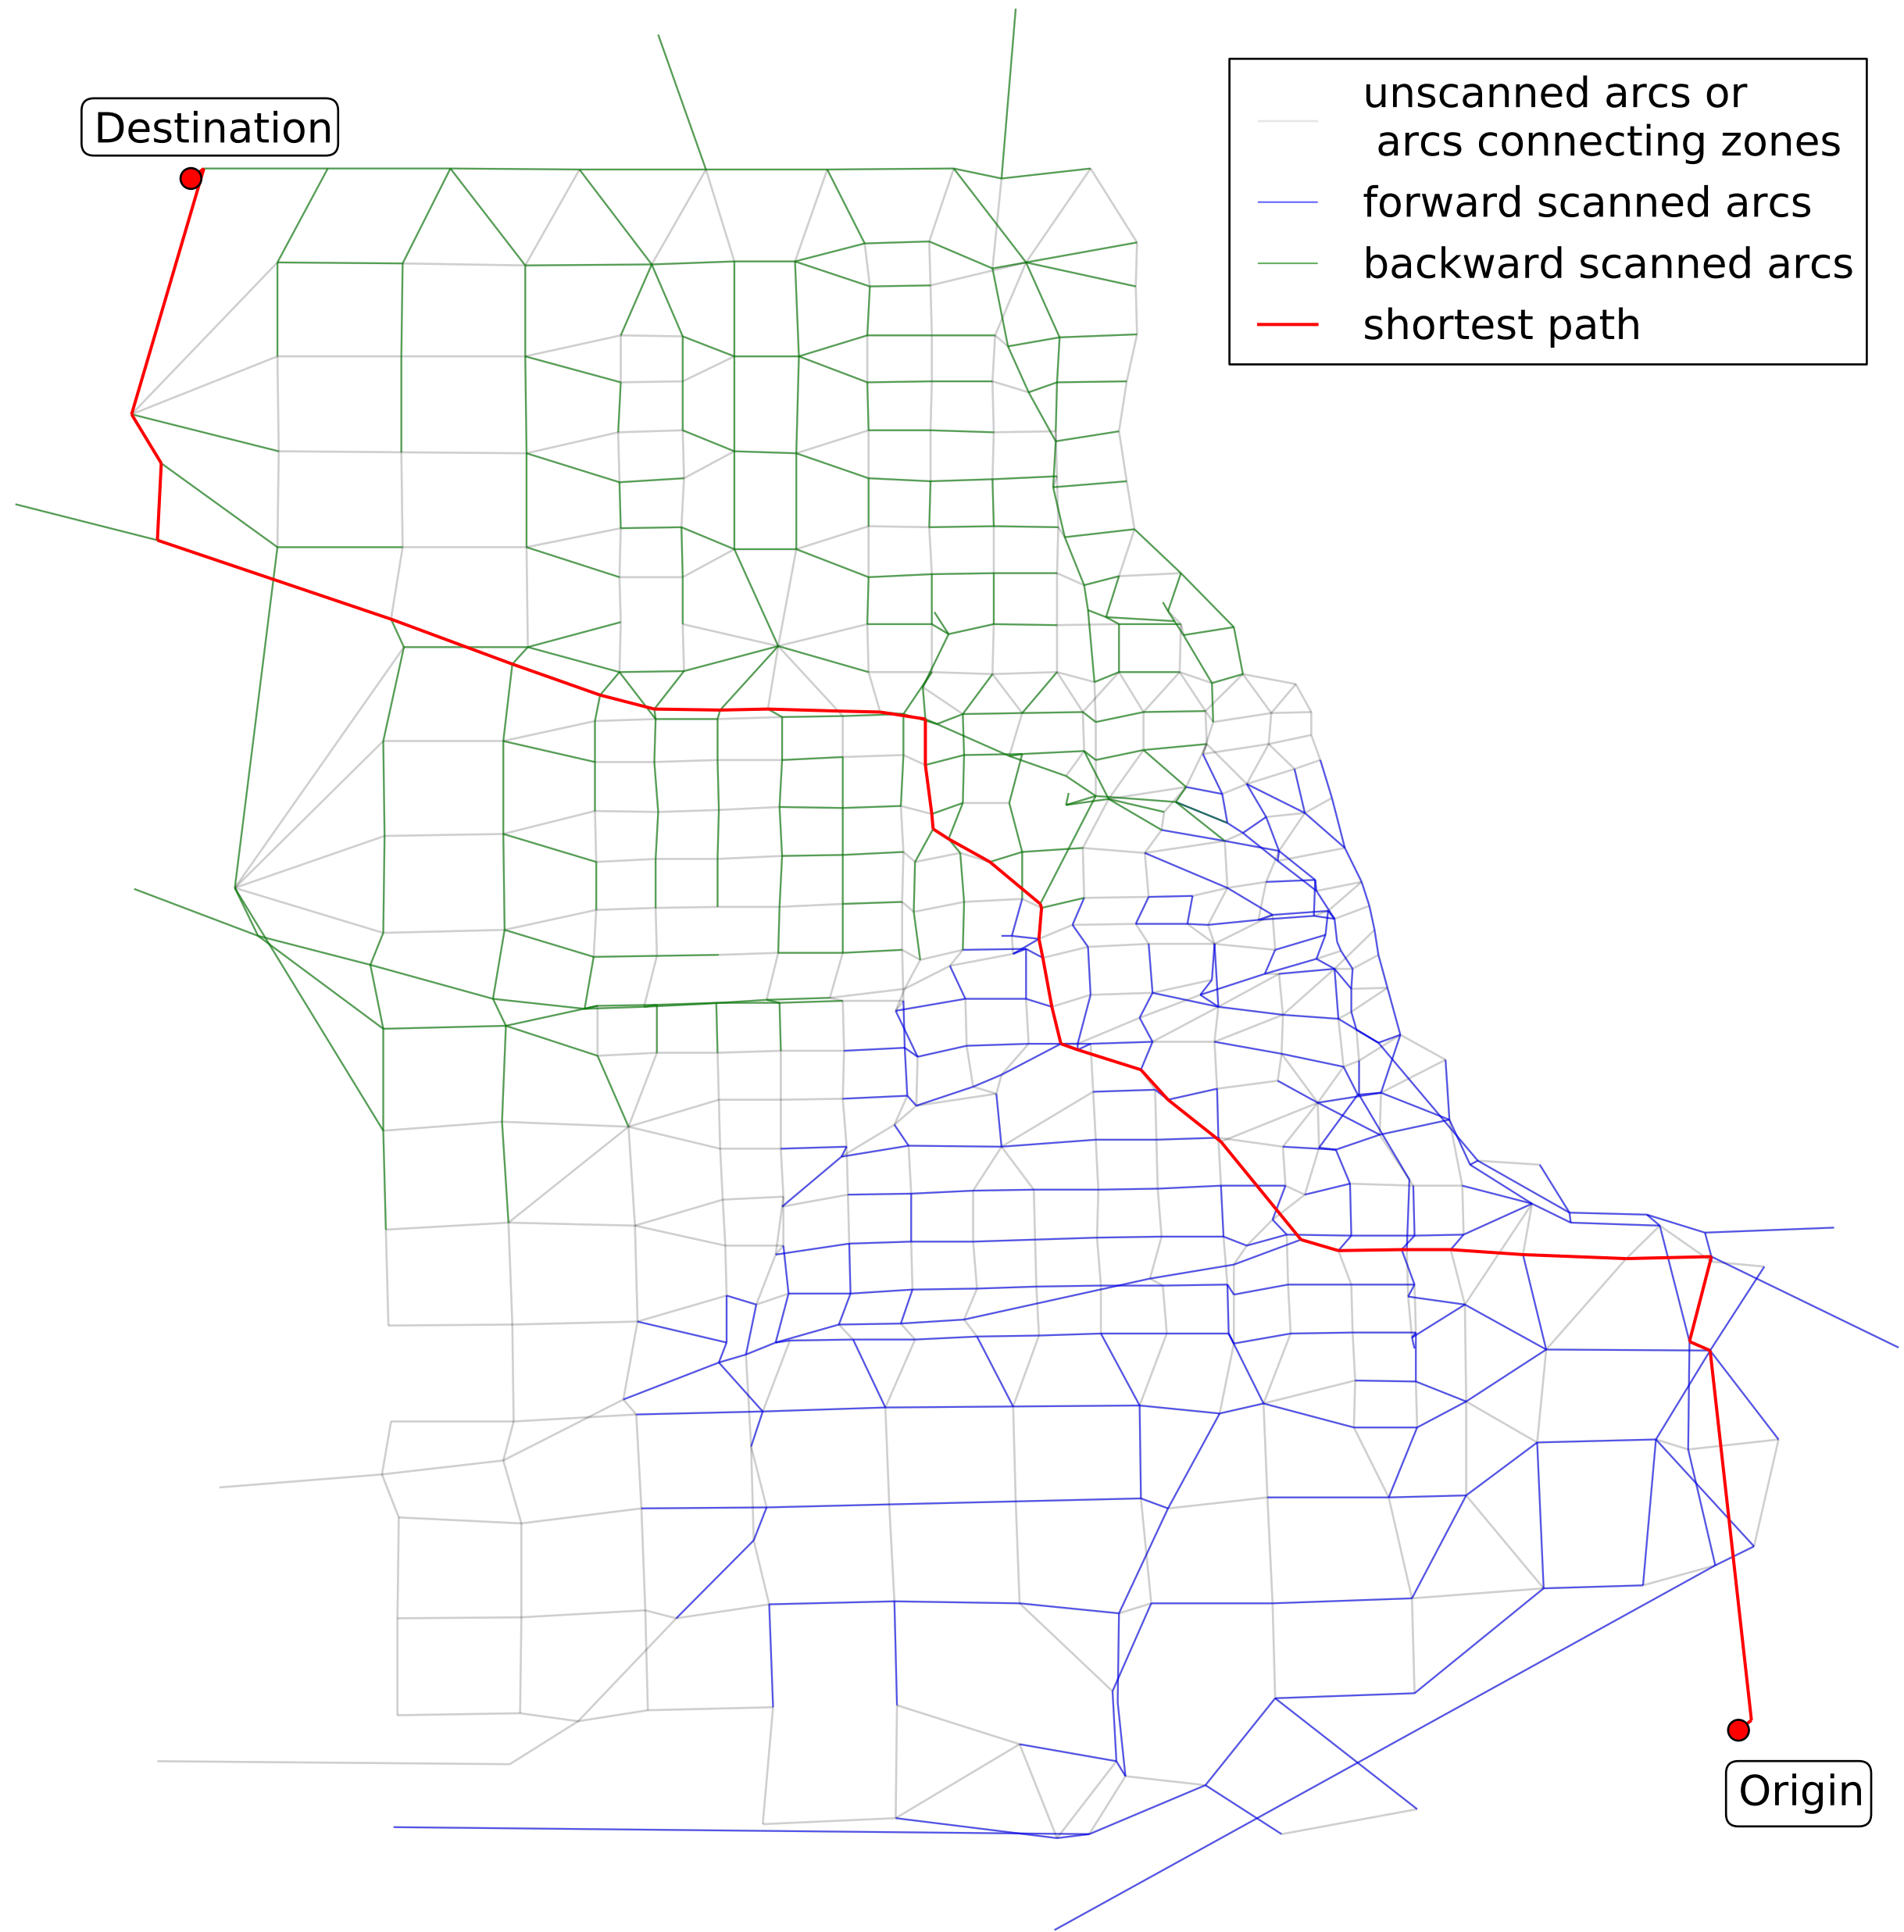 Destination
unscanned arcs or
arcs connecting zones
forward scanned arcs
backward scanned arcs
shortest path
Origin